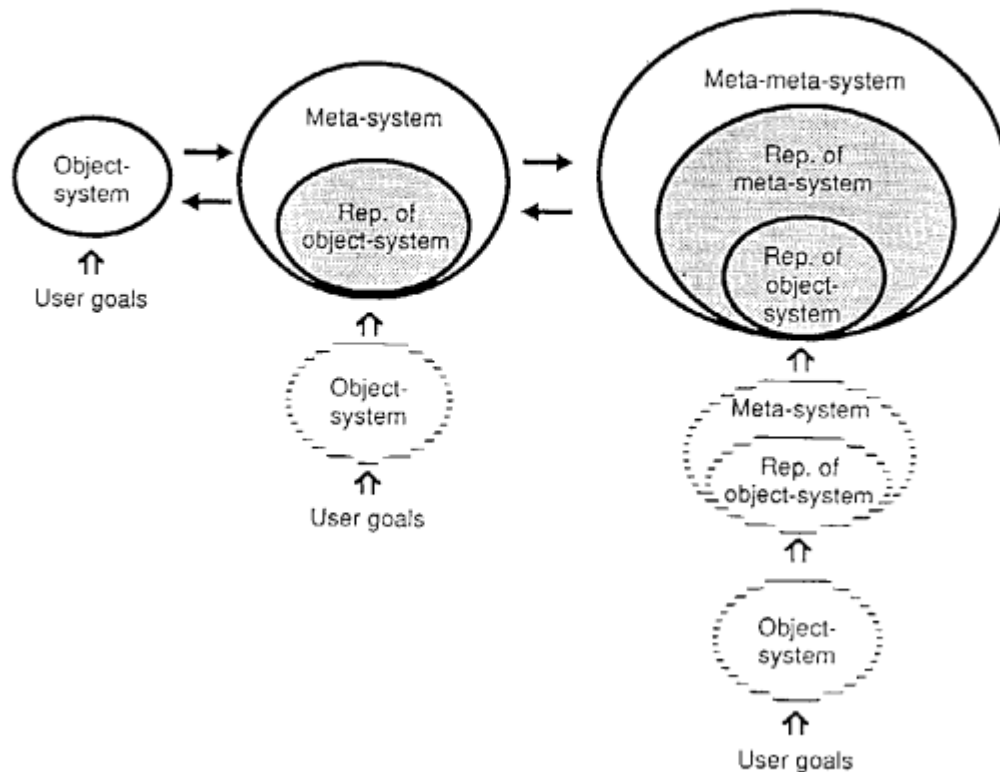 Object-
system
User goals
Meta-system
Rep. of
object-system
Object-
system
User goals
Meta-meta-system
Rep. of
meta-system
Rep. of
object-
system
Meta-system
Rep. of
object-system
Object-
system
User goals